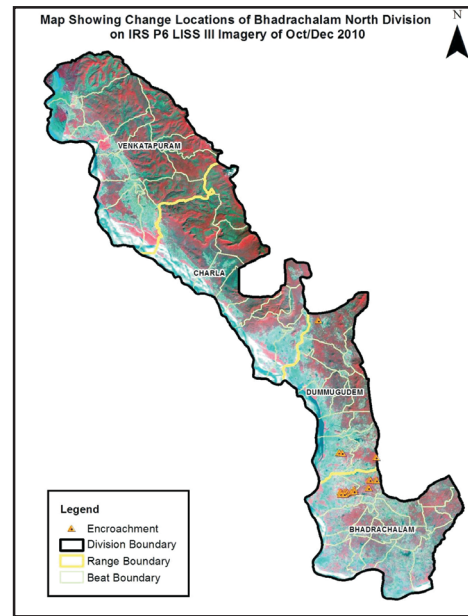 Map Showing Change Locations of Bhadrachalam North Division
on IRS P6 LISS III Imagery of Oct/Dec 2010
N
VENKATAPURAM
CHARLA
DUMMUGUDEM
BHADRACHALAM
Legend
Encroachment
Division Boundary
Range Boundary
Beat Boundary